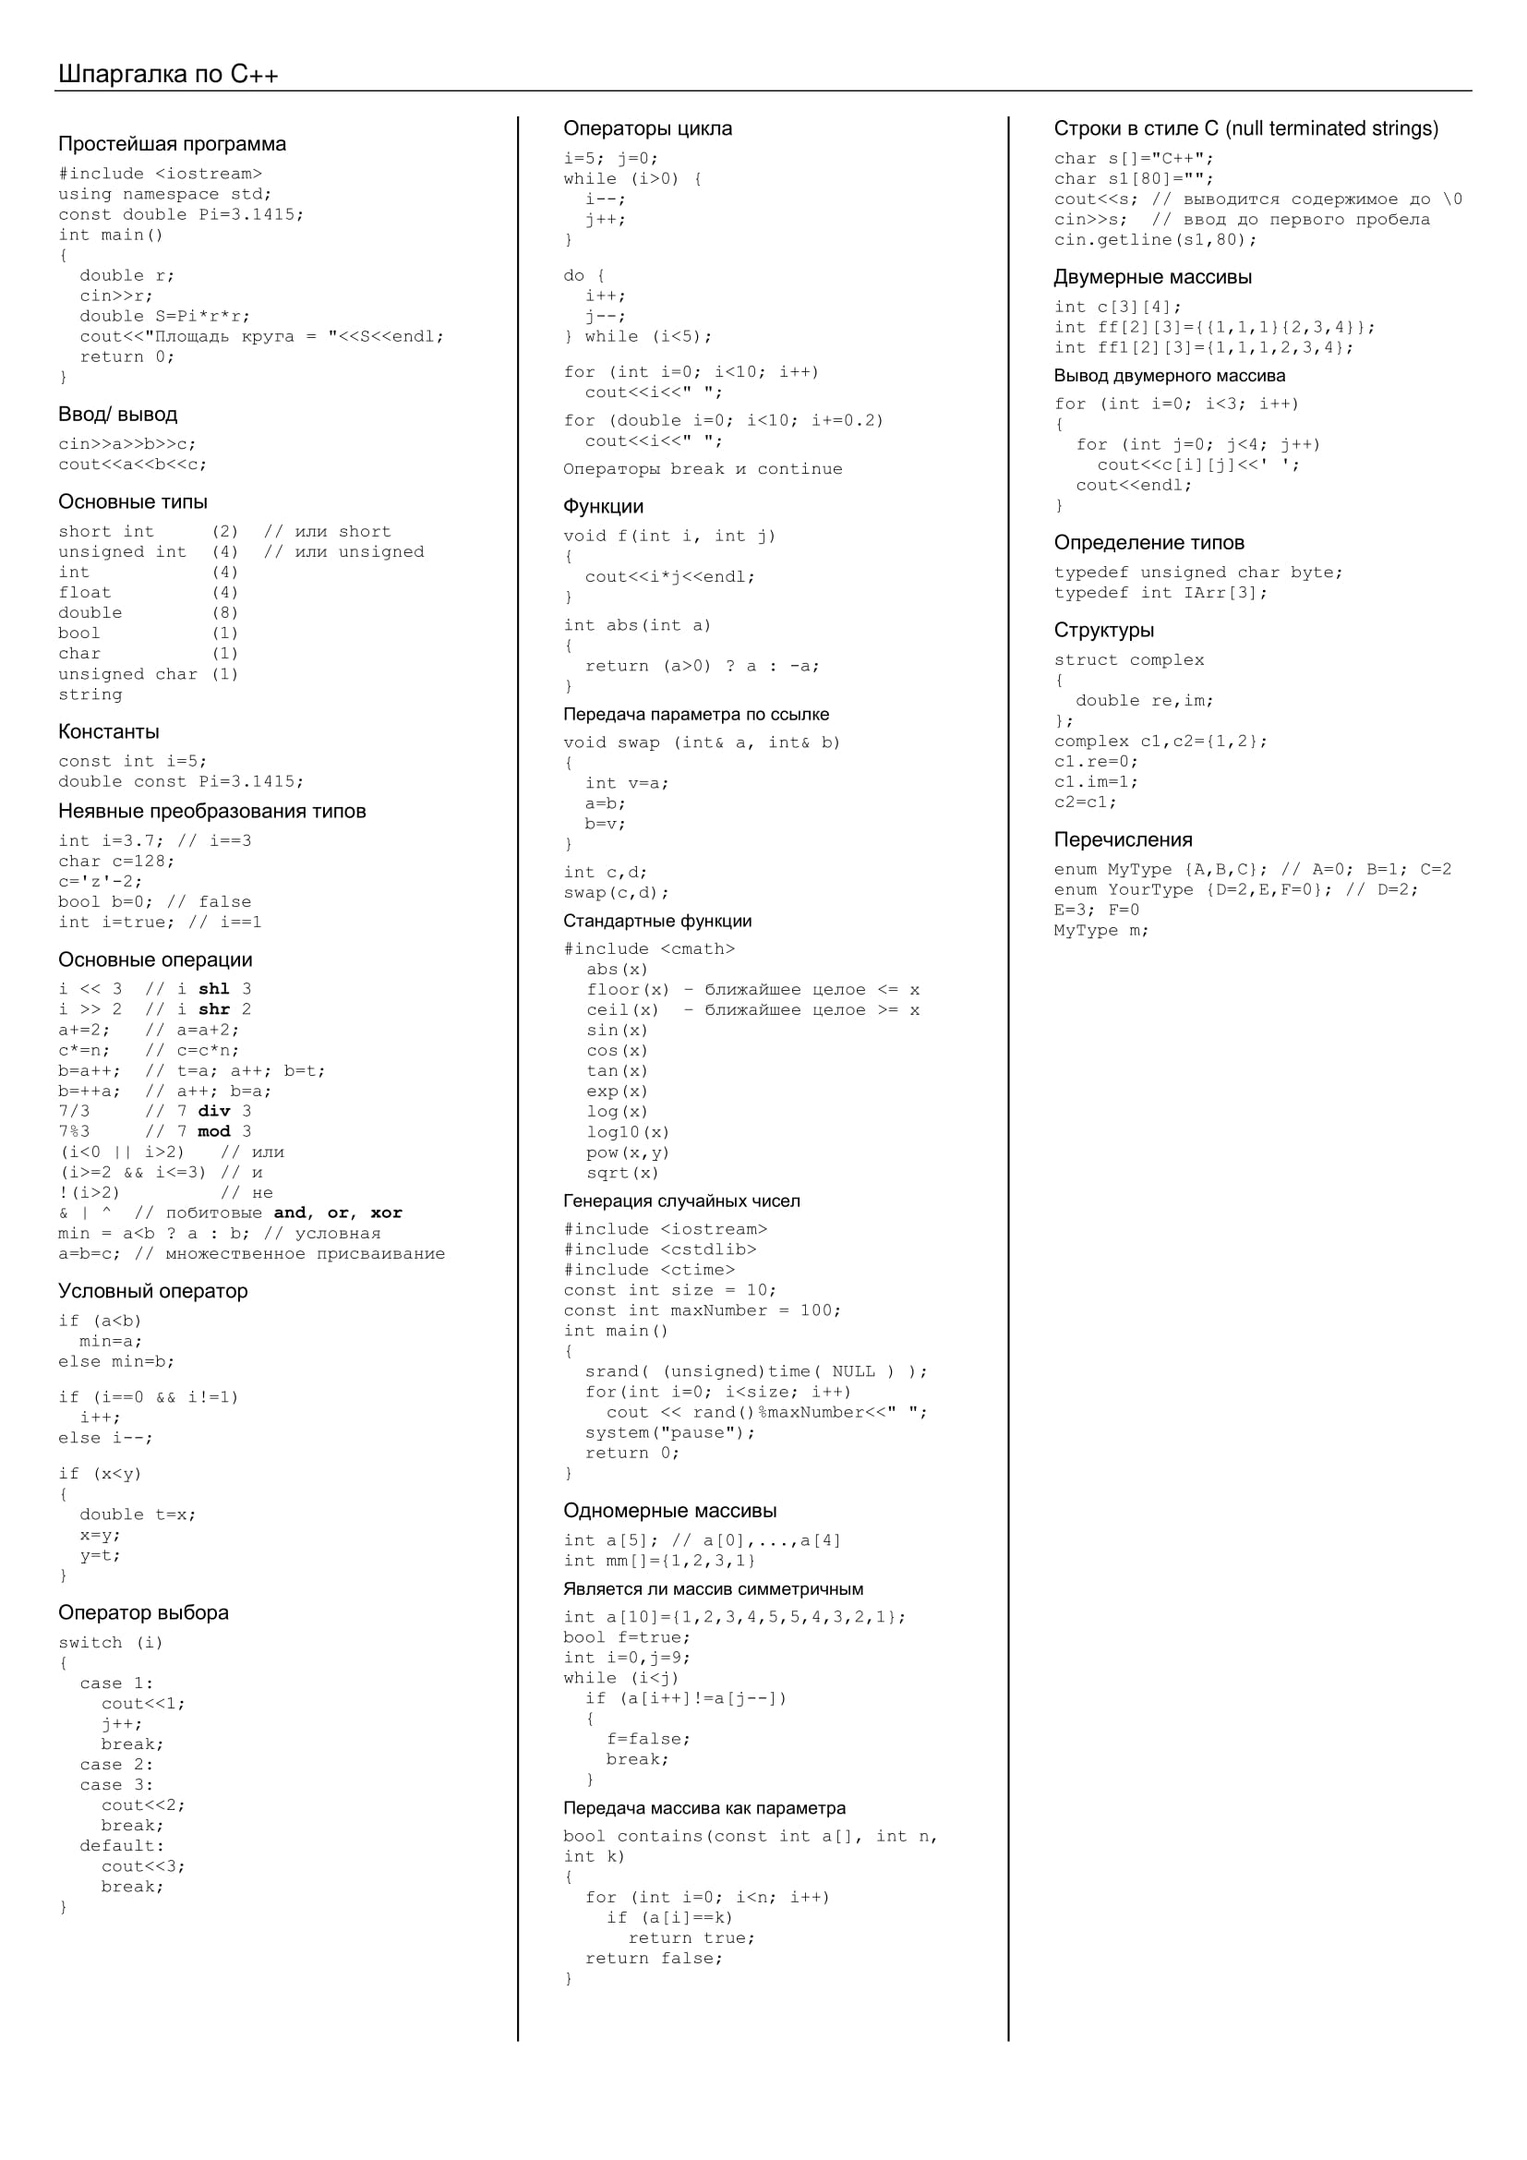 Шпаргалка по C++
Простейшая программа
#include <iostream>
using namespace std;
const double Pi=3.1415;
int main()
{
  double r;
  cin>>r;
  double S=Pi*r*r;
  cout<<"Площадь круга = "<<S<<endl;
  return 0;
}
Ввод/ вывод
cin>>a>>b>>c;
cout<<a<<b<<c;
Основные типы
short int     (2)  // или short
unsigned int  (4)  // или unsigned
int           (4)
float         (4)
double        (8)
bool          (1)
char          (1)
unsigned char (1)
string
Константы
const int i=5;
double const Pi=3.1415;
Неявные преобразования типов
int i=3.7; // i==3
char c=128;
c='z'-2;
bool b=0; // false
int i=true; // i==1
Основные операции
i << 3  // i shl 3
i >> 2  // i shr 2
a+=2;   // a=a+2;
c*=n;   // c=c*n;
b=a++;  // t=a; a++; b=t;
b=++a;  // a++; b=a;
7/3     // 7 div 3
7%3     // 7 mod 3
(i<0 || i>2)   // или
(i>=2 && i<=3) // и
!(i>2)         // не
& | ^  // побитовые and, or, xor
min = a<b ? a : b; // условная
a=b=c; // множественное присваивание
Условный оператор
if (a<b)
  min=a;
else min=b;
if (i==0 && i!=1)
  i++;
else i--;
if (x<y)
{
  double t=x;
  x=y;
  y=t;
}
Оператор выбора
switch (i)
{
  case 1:
    cout<<1;
    j++;
    break;
  case 2:
  case 3:
    cout<<2;
    break;
  default:
    cout<<3;
    break;
}
Операторы цикла
i=5; j=0;
while (i>0) {
  i--;
  j++;
}
do {
  i++;
  j--;
} while (i<5);
for (int i=0; i<10; i++)
  cout<<i<<" ";
for (double i=0; i<10; i+=0.2)
  cout<<i<<" ";
Операторы break и continue
Функции
void f(int i, int j)
{
  cout<<i*j<<endl;
}
int abs(int a)
{
  return (a>0) ? a : -a;
}
Передача параметра по ссылке
void swap (int& a, int& b)
{
  int v=a;
  a=b;
  b=v;
}
int c,d;
swap(c,d);
Стандартные функции
#include <cmath>
  abs(x)
  floor(x) – ближайшее целое <= x
  ceil(x)  – ближайшее целое >= x
  sin(x)
  cos(x)
  tan(x)
  exp(x)
  log(x)
  log10(x)
  pow(x,y)
  sqrt(x)
Генерация случайных чисел
#include <iostream>
#include <cstdlib>
#include <ctime>
const int size = 10;
const int maxNumber = 100;
int main()
{
  srand( (unsigned)time( NULL ) );
  for(int i=0; i<size; i++)
    cout << rand()%maxNumber<<" ";
  system("pause");
  return 0;
}
Одномерные массивы
int a[5]; // a[0],...,a[4]
int mm[]={1,2,3,1}
Является ли массив симметричным
int a[10]={1,2,3,4,5,5,4,3,2,1};
bool f=true;
int i=0,j=9;
while (i<j)
  if (a[i++]!=a[j--])
  {
    f=false;
    break;
  }
Передача массива как параметра
bool contains(const int a[], int n,
int k)
{
  for (int i=0; i<n; i++)
    if (a[i]==k)
      return true;
  return false;
}
Строки в стиле C (null terminated strings)
char s[]="C++";
char s1[80]="";
cout<<s; // выводится содержимое до \0
cin>>s;  // ввод до первого пробела
cin.getline(s1,80);
Двумерные массивы
int c[3][4];
int ff[2][3]={{1,1,1}{2,3,4}};
int ff1[2][3]={1,1,1,2,3,4};
Вывод двумерного массива
for (int i=0; i<3; i++)
{
  for (int j=0; j<4; j++)
    cout<<c[i][j]<<' ';
  cout<<endl;
}
Определение типов
typedef unsigned char byte;
typedef int IArr[3];
Структуры
struct complex
{
  double re,im;
};
complex c1,c2={1,2};
c1.re=0;
c1.im=1;
c2=c1;
Перечисления
enum MyType {A,B,C}; // A=0; B=1; C=2
enum YourType {D=2,E,F=0}; // D=2;
E=3; F=0
MyType m;